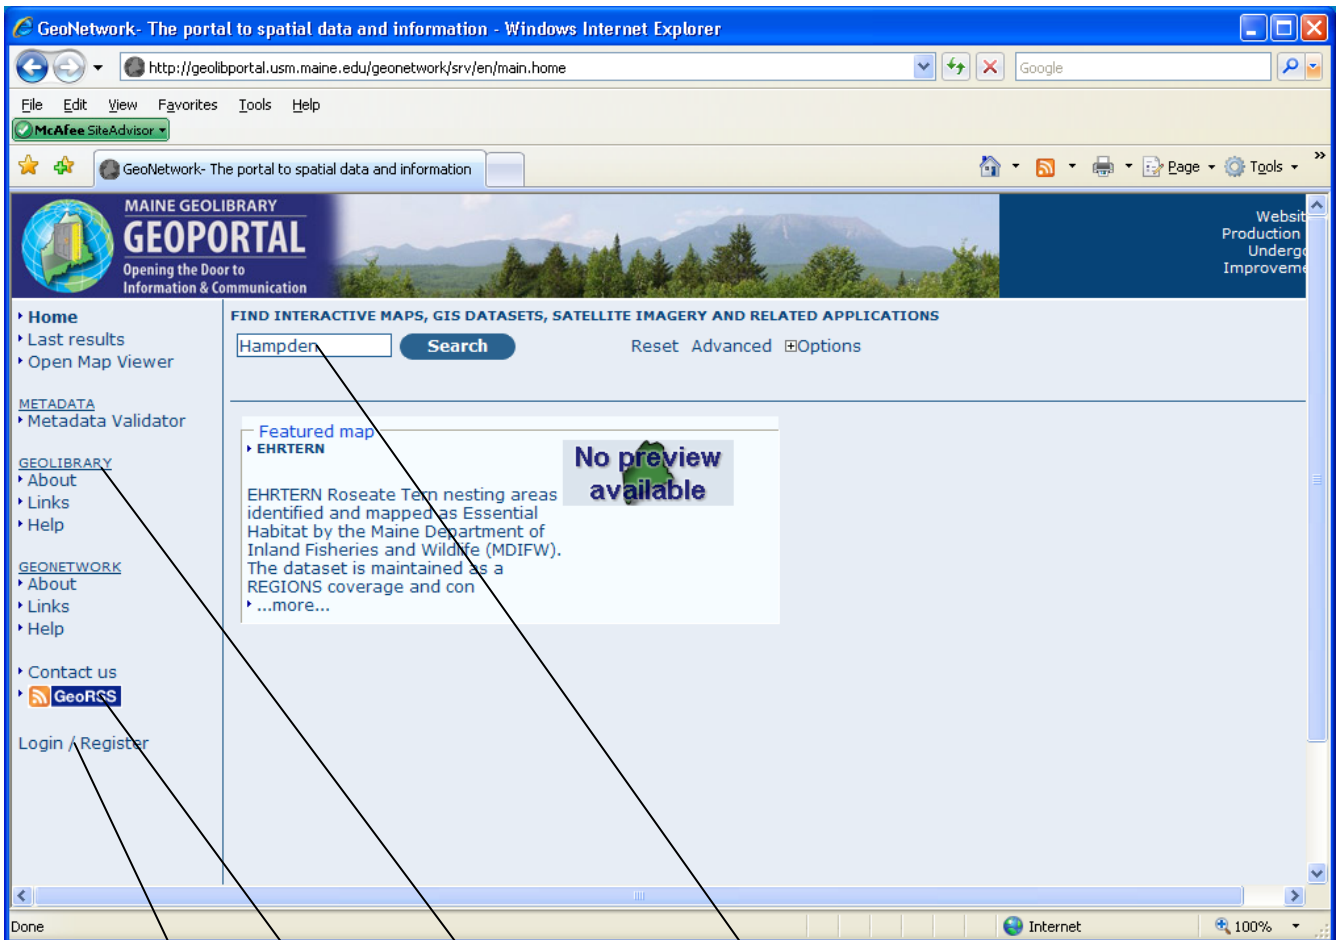 GeoNetwork- The portal to spatial data and information - Windows Internet Explorer
http://geolibportal.usm.maine.edu/geonetwork/srv/en/main.home
Google
File Edit View Favorites Tools Help
McAfee SiteAdvisor
GeoNetwork- The portal to spatial data and information
Page Tools »
MAINE GEOLIBRARY
GEOPORTAL
Opening the Door to
Information & Communication
Websit
Production
Undergo
Improveme
Home
Last results
Open Map Viewer
METADATA
Metadata Validator
GEOLIBRARY
About
Links
Help
GEONETWORK
About
Links
Help
Contact us
GeoRSS
Login / Register
FIND INTERACTIVE MAPS, GIS DATASETS, SATELLITE IMAGERY AND RELATED APPLICATIONS
Hampden Search Reset Advanced Options
Featured map
EHRTERN
No preview
available
EHRTERN Roseate Tern nesting areas
identified and mapped as Essential
Habitat by the Maine Department of
Inland Fisheries and Wildlife (MDIFW).
The dataset is maintained as a
REGIONS coverage and con
...more...
Done Internet 100%